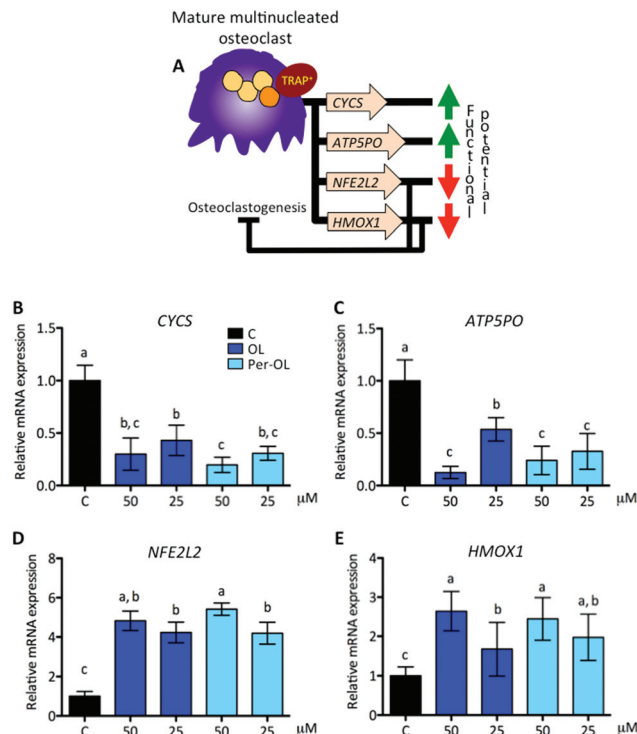 Mature multinucleated
osteoclast
A
TRAP⁺
CYCS
ATP5PO
NFE2L2
HMOX1
Osteoclastogenesis
Functional
potential
B
CYCS
Relative mRNA expression
1.5
1.0
0.5
0.0
a
b, c
b
c
b, c
C
OL
Per-OL
C
50
25
50
25
μM
C
ATP5PO
Relative mRNA expression
1.5
1.0
0.5
0.0
a
c
b
c
c
C
50
25
50
25
μM
D
NFE2L2
Relative mRNA expression
8
6
4
2
0
c
a, b
b
a
b
C
50
25
50
25
μM
E
HMOX1
Relative mRNA expression
4
3
2
1
0
c
a
b
a
a, b
C
50
25
50
25
μM